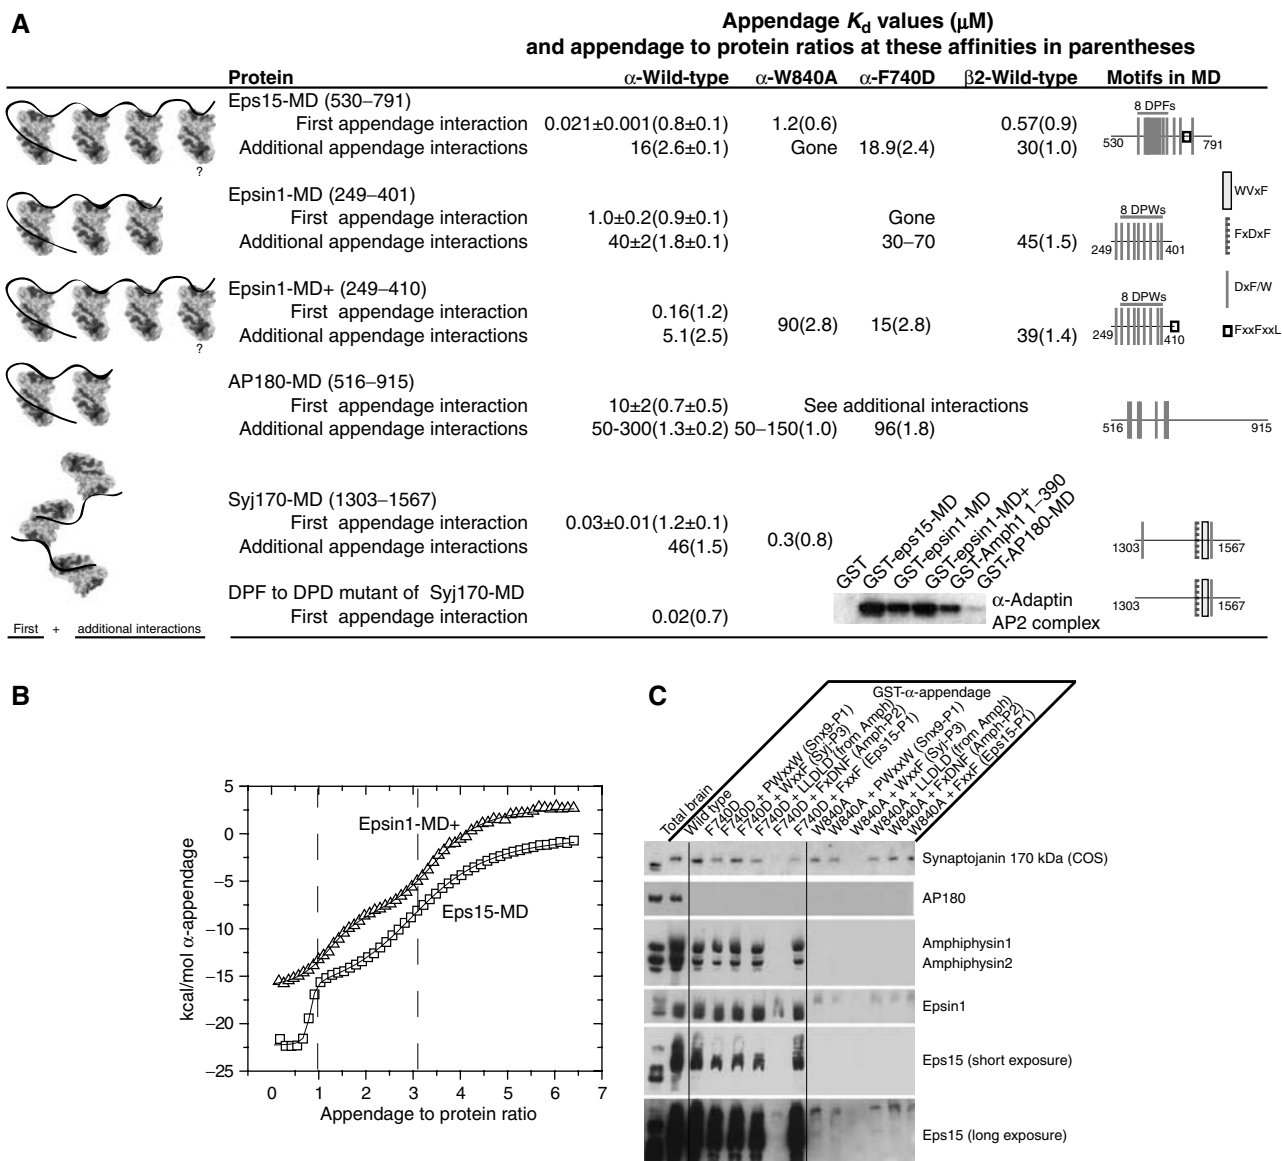 A
Appendage Kd values (μM)
and appendage to protein ratios at these affinities in parentheses
Protein α-Wild-type α-W840A α-F740D β2-Wild-type Motifs in MD
Eps15-MD (530–791)
First appendage interaction 0.021±0.001(0.8±0.1) 1.2(0.6) 0.57(0.9)
Additional appendage interactions 16(2.6±0.1) Gone 18.9(2.4) 30(1.0)
?
8 DPFs
530 791
Epsin1-MD (249–401)
First appendage interaction 1.0±0.2(0.9±0.1) Gone
Additional appendage interactions 40±2(1.8±0.1) 30–70 45(1.5)
8 DPWs
249 401
WVxF
FxDxF
DxF/W
FxxFxxL
Epsin1-MD+ (249–410)
First appendage interaction 0.16(1.2)
Additional appendage interactions 5.1(2.5) 90(2.8) 15(2.8) 39(1.4)
?
8 DPWs
249 410
AP180-MD (516–915)
First appendage interaction 10±2(0.7±0.5) See additional interactions
Additional appendage interactions 50-300(1.3±0.2) 50–150(1.0) 96(1.8)
516 915
Syj170-MD (1303–1567)
First appendage interaction 0.03±0.01(1.2±0.1)
Additional appendage interactions 46(1.5) 0.3(0.8)
1303 1567
DPF to DPD mutant of Syj170-MD
First appendage interaction 0.02(0.7)
1303 1567
GST
GST-eps15-MD
GST-epsin1-MD
GST-epsin1-MD+
GST-Amph1 1–390
GST-AP180-MD
α-Adaptin
AP2 complex
First + additional interactions
B
kcal/mol α-appendage
5
0
−5
−10
−15
−20
−25
Epsin1-MD+
Eps15-MD
0 1 2 3 4 5 6 7
Appendage to protein ratio
C
GST-α-appendage
Total brain
Wild type
F740D
F740D + PWxxW (Snx9-P1)
F740D + WxxF (Syj-P3)
F740D + LLDLD (from Amph)
F740D + FxDNF (Amph-P2)
F740D + FxxF (Eps15-P1)
W840A
W840A + PWxxW (Snx9-P1)
W840A + WxxF (Syj-P3)
W840A + LLDLD (from Amph)
W840A + FxDNF (Amph-P2)
W840A + FxxF (Eps15-P1)
Synaptojanin 170 kDa (COS)
AP180
Amphiphysin1
Amphiphysin2
Epsin1
Eps15 (short exposure)
Eps15 (long exposure)